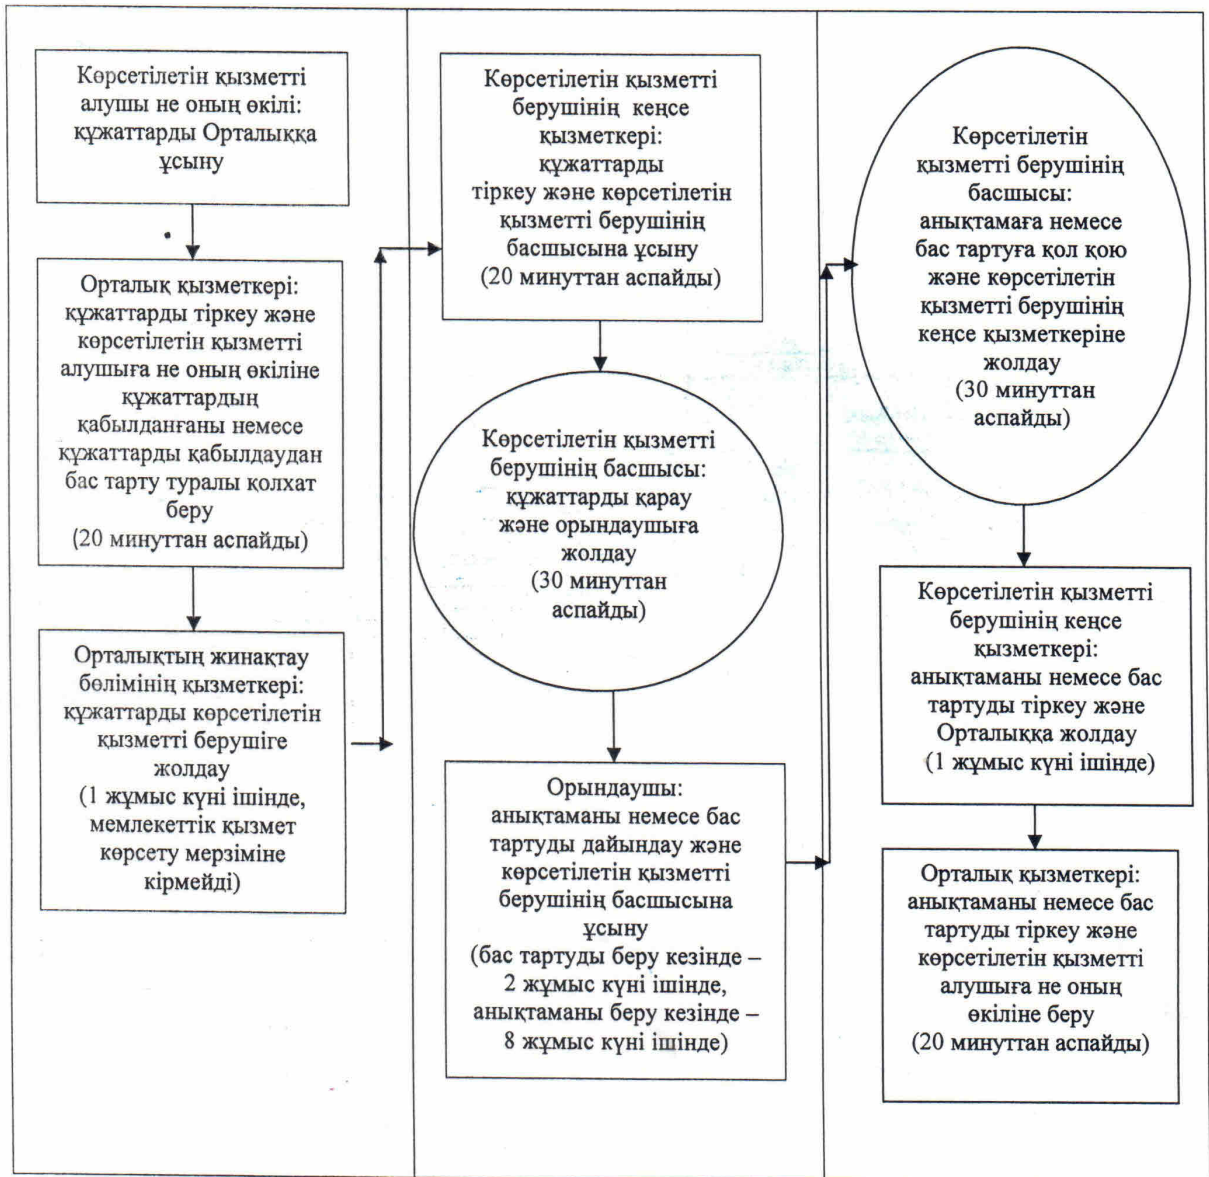 Көрсетілетін қызметті
алушы не оның өкілі:
құжаттарды Орталыққа
ұсыну
Орталық қызметкері:
құжаттарды тіркеу және
көрсетілетін қызметті
алушыға не оның өкіліне
құжаттардың
қабылданғаны немесе
құжаттарды қабылдаудан
бас тарту туралы қолхат
беру
(20 минуттан аспайды)
Орталықтың жинақтау
бөлімінің қызметкері:
құжаттарды көрсетілетін
қызметті берушіге
жолдау
(1 жұмыс күні ішінде,
мемлекеттік қызмет
көрсету мерзіміне
кірмейді)
Көрсетілетін қызметті
берушінің кеңсе
қызметкері:
құжаттарды
тіркеу және көрсетілетін
қызметті берушінің
басшысына ұсыну
(20 минуттан аспайды)
Көрсетілетін қызметті
берушінің басшысы:
құжаттарды қарау
және орындаушыға
жолдау
(30 минуттан
аспайды)
Орындаушы:
анықтаманы немесе бас
тартуды дайындау және
көрсетілетін қызметті
берушінің басшысына
ұсыну
(бас тартуды беру кезінде –
2 жұмыс күні ішінде,
анықтаманы беру кезінде –
8 жұмыс күні ішінде)
Көрсетілетін
қызметті берушінің
басшысы:
анықтамаға немесе
бас тартуға қол қою
және көрсетілетін
қызметті берушінің
кеңсе қызметкеріне
жолдау
(30 минуттан
аспайды)
Көрсетілетін қызметті
берушінің кеңсе
қызметкері:
анықтаманы немесе бас
тартуды тіркеу және
Орталыққа жолдау
(1 жұмыс күні ішінде)
Орталық қызметкері:
анықтаманы немесе бас
тартуды тіркеу және
көрсетілетін қызметті
алушыға не оның
өкіліне беру
(20 минуттан аспайды)